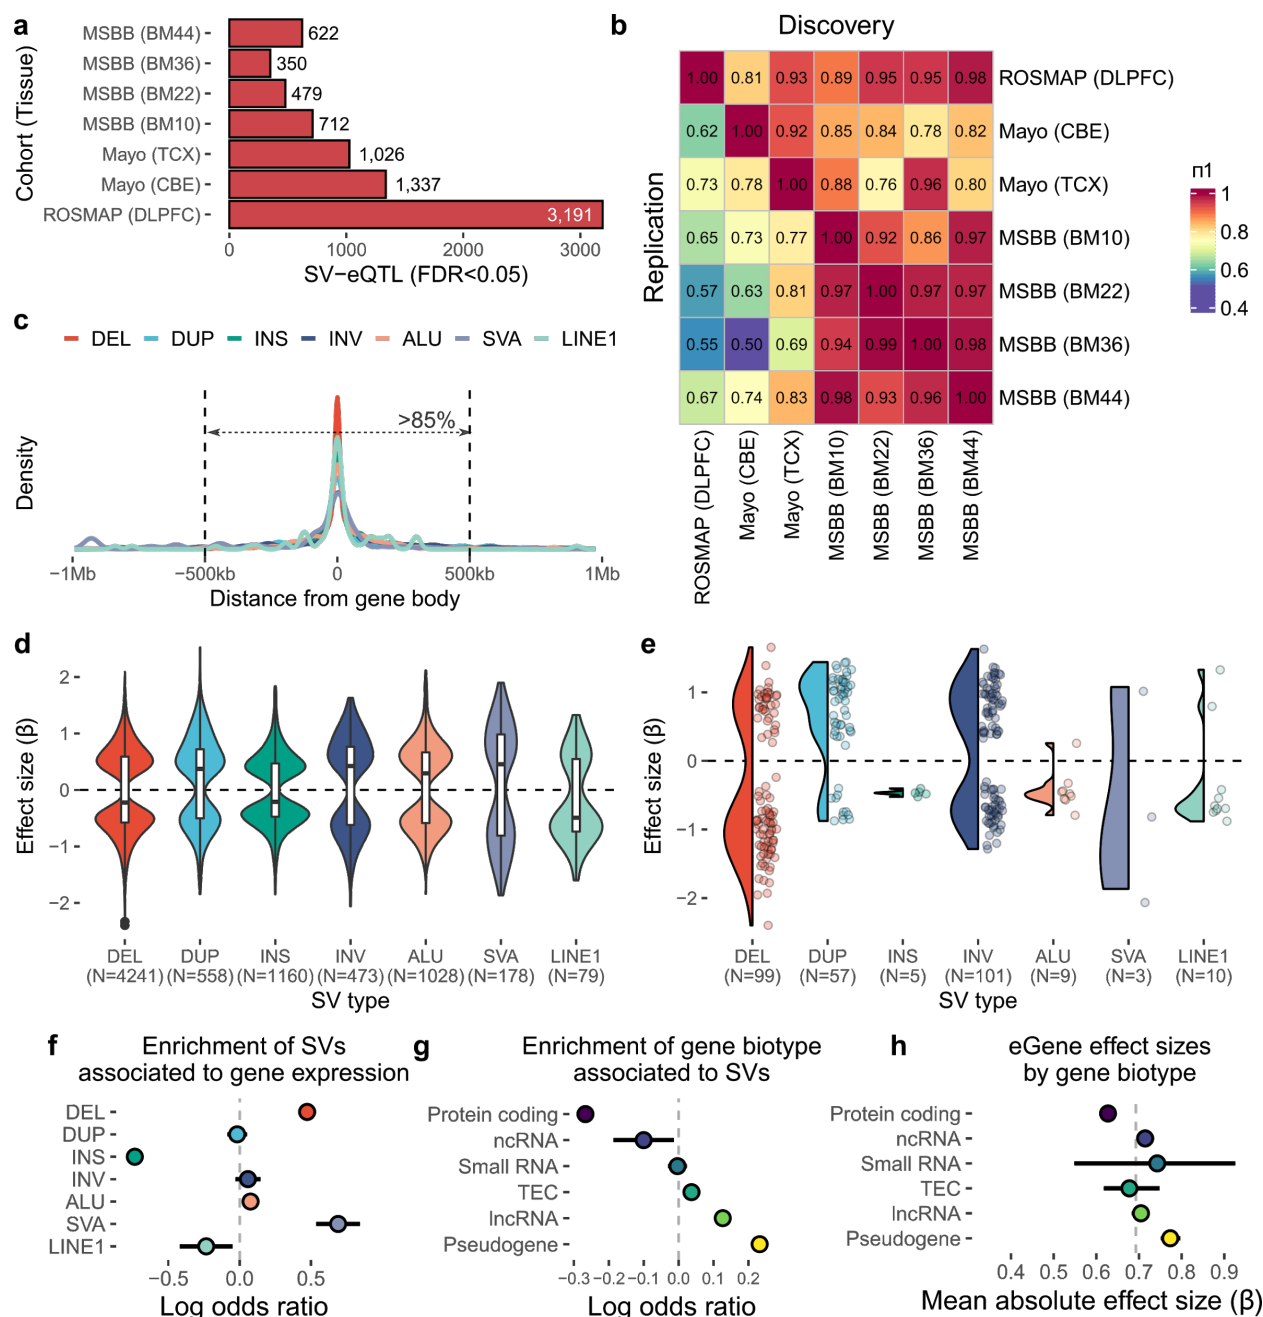 a
MSBB (BM44)
622
MSBB (BM36)
350
MSBB (BM22)
479
MSBB (BM10)
712
Mayo (TCX)
1,026
Mayo (CBE)
1,337
ROSMAP (DLPFC)
3,191
Cohort (Tissue)
0 1000 2000 3000
SV−eQTL (FDR<0.05)
b
Discovery
1.00 0.81 0.93 0.89 0.95 0.95 0.98 ROSMAP (DLPFC)
0.62 1.00 0.92 0.85 0.84 0.78 0.82 Mayo (CBE)
0.73 0.78 1.00 0.88 0.76 0.96 0.80 Mayo (TCX)
0.65 0.73 0.77 1.00 0.92 0.86 0.97 MSBB (BM10)
0.57 0.63 0.81 0.97 1.00 0.97 0.97 MSBB (BM22)
0.55 0.50 0.69 0.94 0.99 1.00 0.98 MSBB (BM36)
0.67 0.74 0.83 0.98 0.93 0.96 1.00 MSBB (BM44)
Replication
ROSMAP (DLPFC)
Mayo (CBE)
Mayo (TCX)
MSBB (BM10)
MSBB (BM22)
MSBB (BM36)
MSBB (BM44)
π1
1
0.8
0.6
0.4
c
DEL DUP INS INV ALU SVA LINE1
>85%
Density
−1Mb −500kb 0 500kb 1Mb
Distance from gene body
d
Effect size (β)
2
1
0
−1
−2
DEL DUP INS INV ALU SVA LINE1
(N=4241) (N=558) (N=1160) (N=473) (N=1028) (N=178) (N=79)
SV type
e
Effect size (β)
1
0
−1
−2
DEL DUP INS INV ALU SVA LINE1
(N=99) (N=57) (N=5) (N=101) (N=9) (N=3) (N=10)
SV type
f
Enrichment of SVs
associated to gene expression
DEL
DUP
INS
INV
ALU
SVA
LINE1
−0.5 0.0 0.5
Log odds ratio
g
Enrichment of gene biotype
associated to SVs
Protein coding
ncRNA
Small RNA
TEC
lncRNA
Pseudogene
−0.3 −0.2 −0.1 0.0 0.1 0.2
Log odds ratio
h
eGene effect sizes
by gene biotype
Protein coding
ncRNA
Small RNA
TEC
lncRNA
Pseudogene
0.4 0.5 0.6 0.7 0.8 0.9
Mean absolute effect size (β)